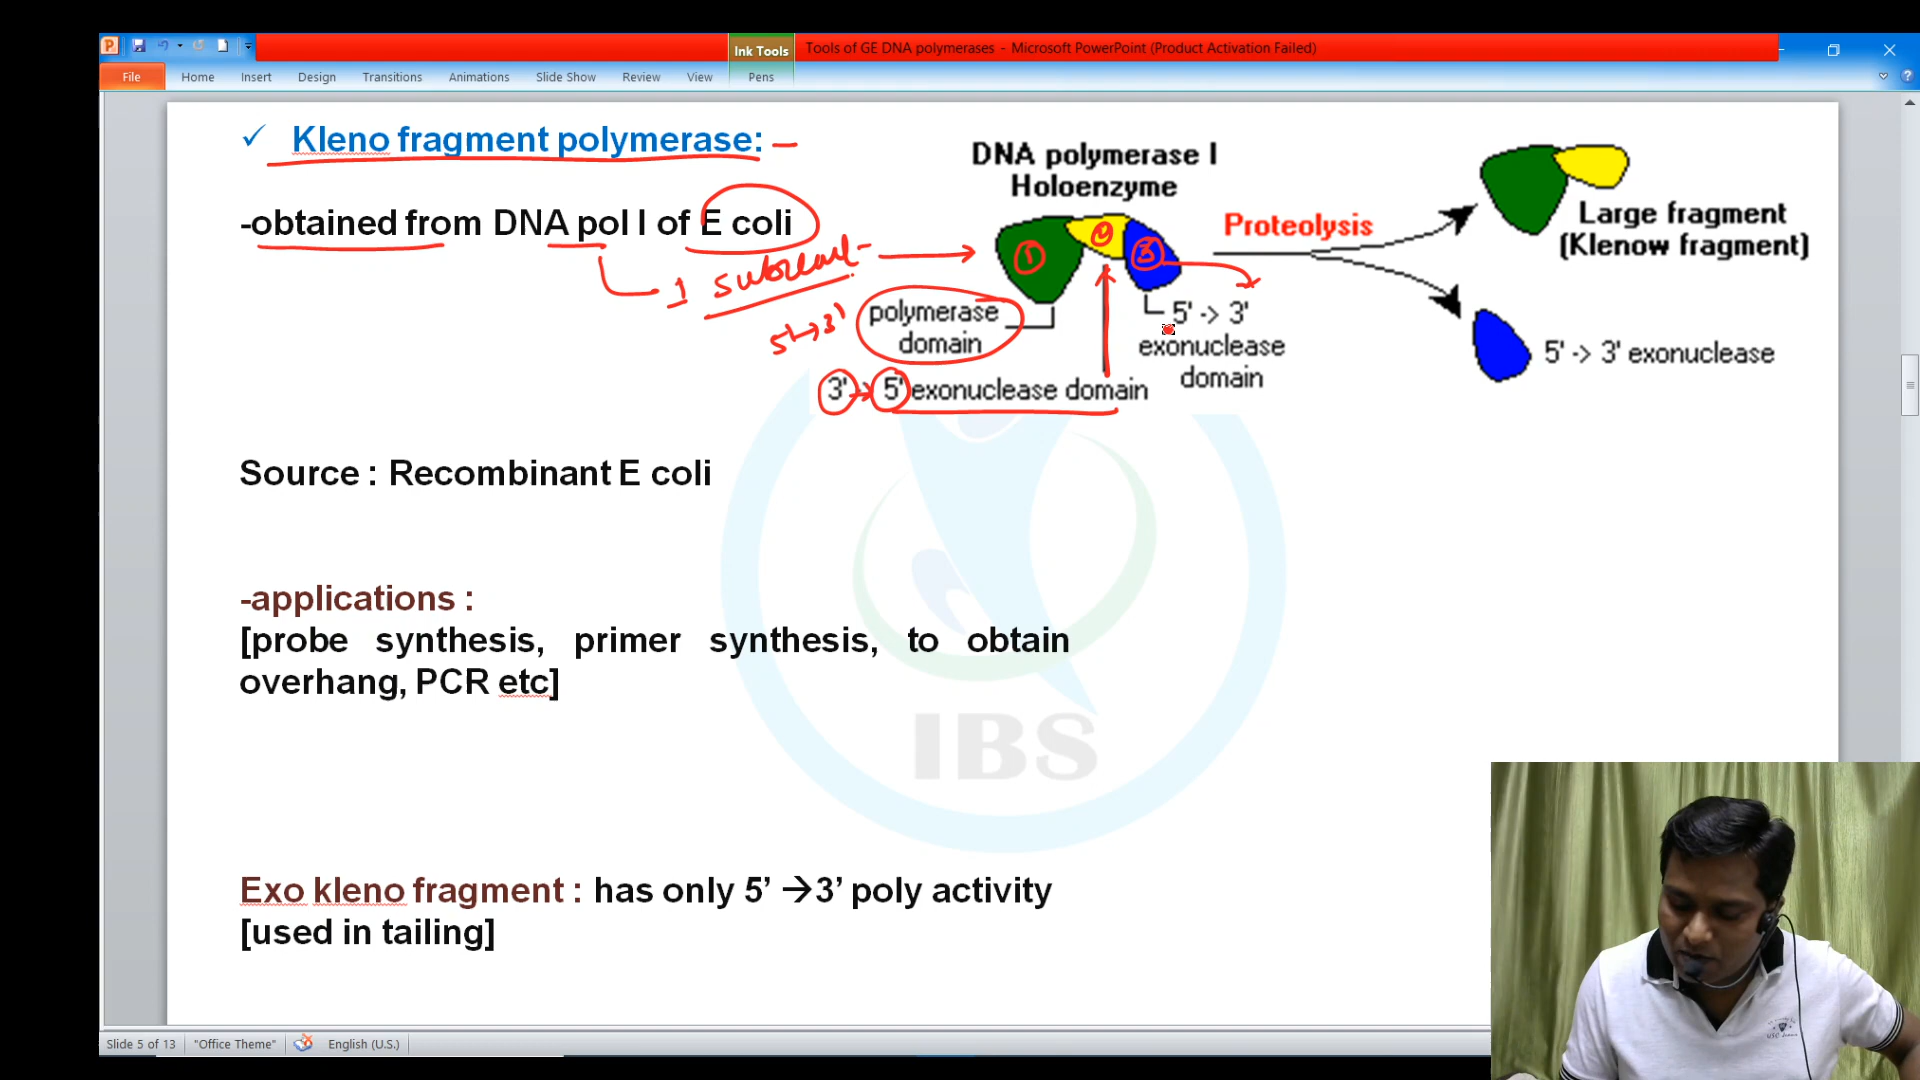 Ink Tools
Tools of GE DNA polymerases - Microsoft PowerPoint (Product Activation Failed)
File Home Insert Design Transitions Animations Slide Show Review View Pens
Kleno fragment polymerase: -
-obtained from DNA pol I of E coli
1 subunit -
DNA polymerase I
Holoenzyme
1 2 3
Proteolysis
Large fragment
(Klenow fragment)
5' -> 3' exonuclease
5' → 3'
polymerase
domain
3' → 5' exonuclease domain
5' -> 3'
exonuclease
domain
Source : Recombinant E coli
-applications :
[probe synthesis, primer synthesis, to obtain
overhang, PCR etc]
IBS
Exo kleno fragment : has only 5’ →3’ poly activity
[used in tailing]
Slide 5 of 13 "Office Theme" English (U.S.)